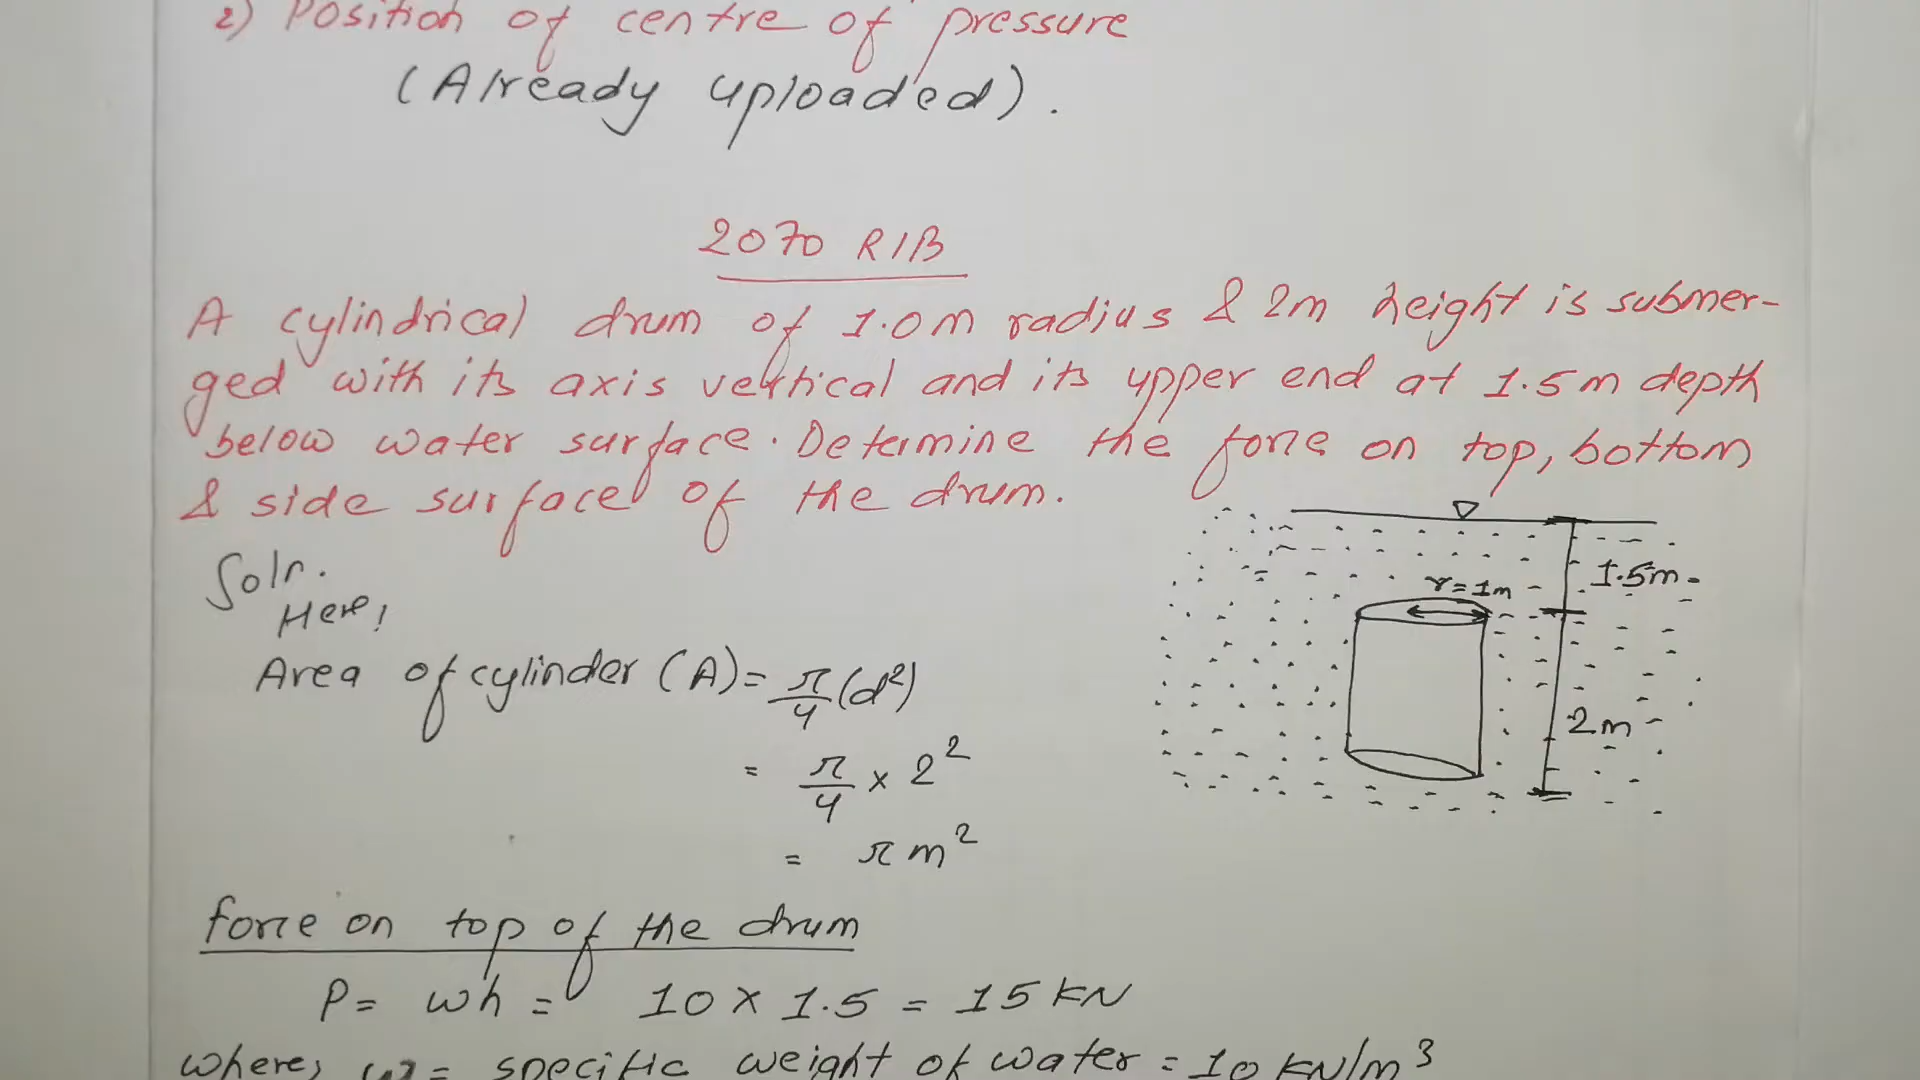 2) Position of centre of pressure
(Already uploaded).
2070 R/B
A cylindrical drum of 1.0m radius & 2m height is submer-
ged with its axis vertical and its upper end at 1.5m depth
below water surface. Determine the force on top, bottom
& side surface of the drum.
Soln.
Here,
1.5m
r=1m
2m
Area of cylinder (A) = π/4 (d²)
= π/4 × 2²
= π m²
force on top of the drum
P = wh = 10 × 1.5 = 15 KN
where, w = specific weight of water = 10 KN/m³